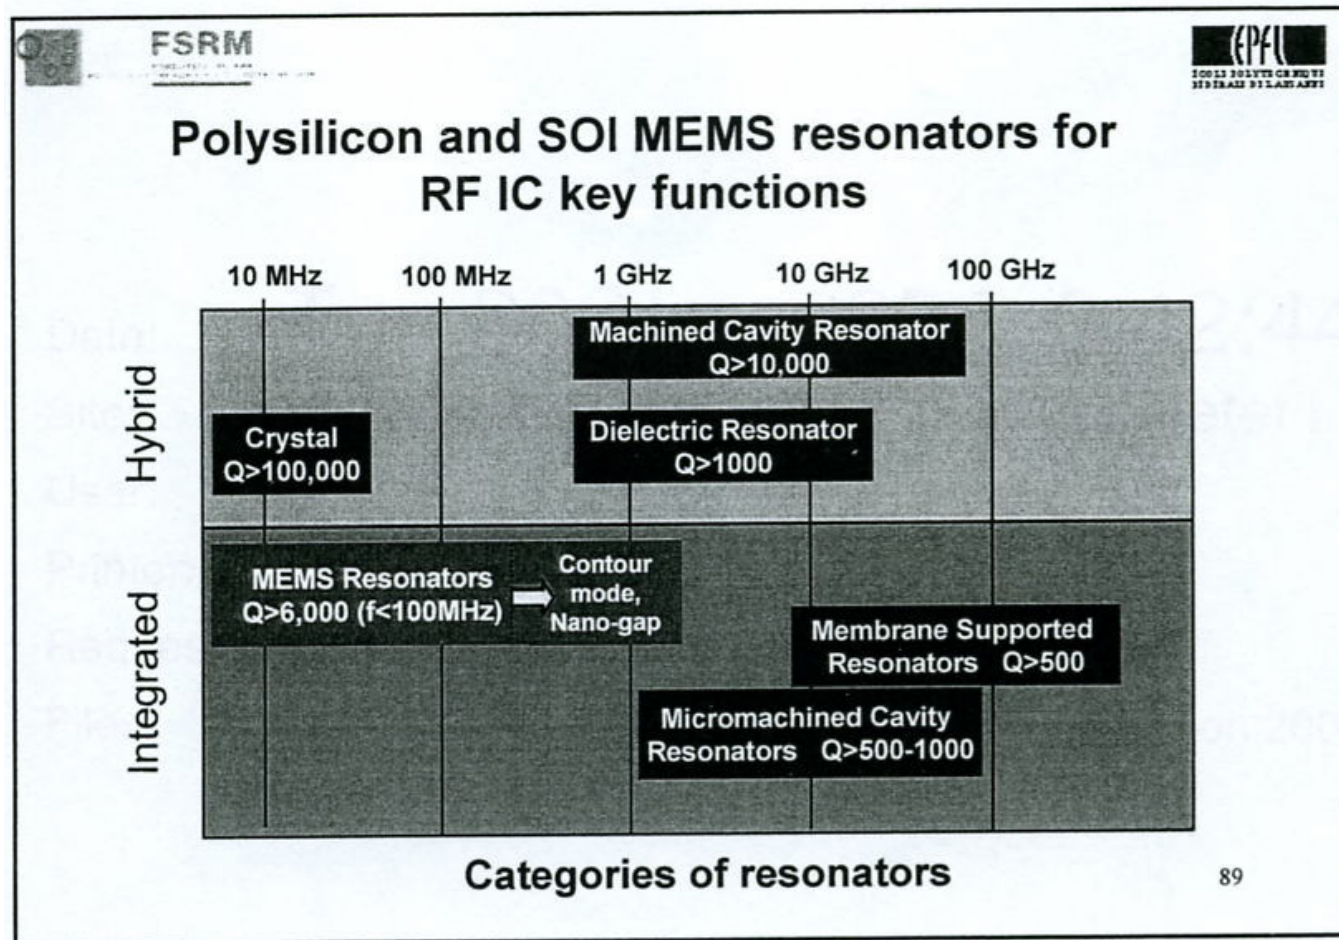 FSRM
EPFL
Polysilicon and SOI MEMS resonators for
RF IC key functions
10 MHz 100 MHz 1 GHz 10 GHz 100 GHz
Hybrid
Machined Cavity Resonator
Q>10,000
Crystal
Q>100,000
Dielectric Resonator
Q>1000
Integrated
MEMS Resonators
Q>6,000 (f<100MHz)
Contour
mode,
Nano-gap
Membrane Supported
Resonators Q>500
Micromachined Cavity
Resonators Q>500-1000
Categories of resonators
89